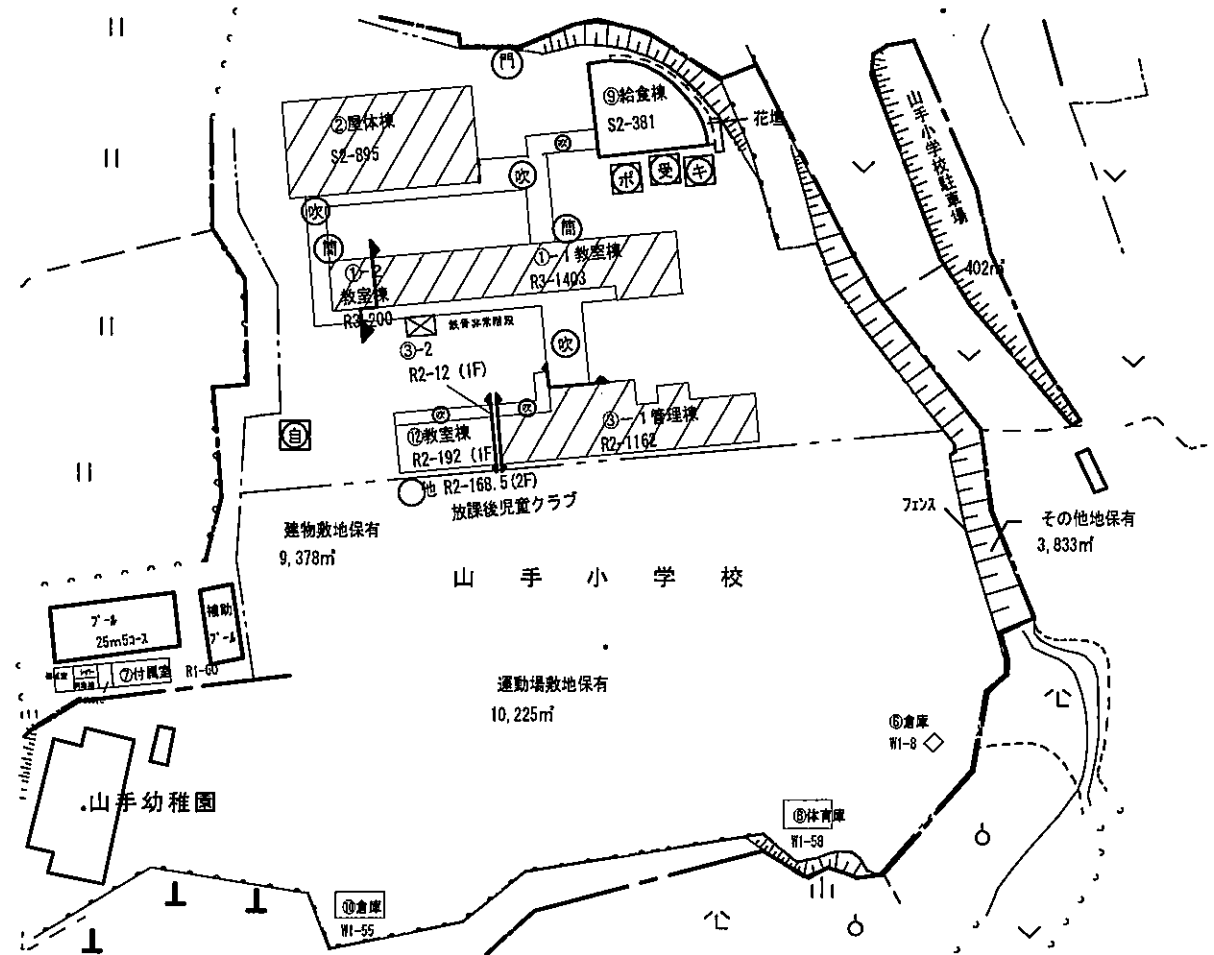 門
②屋体棟
S2-895
⑨給食棟
S2-381
花壇
吹
吹
吹
ポ
受
キ
山手小学校駐車場
402㎡
簡
簡
①-1 教室棟
R3-1403
①-2
教室棟
R3-200
鉄骨非常階段
吹
③-2
R2-12 (1F)
吹
吹
③-1 管理棟
R2-1162
⑫教室棟
R2-192 (1F
自
他 R2-168.5(2F)
放課後児童クラブ
建物敷地保有
9,378㎡
フェンス
その他地保有
3,833㎡
山手小学校
プール
25m5コース
補助
プール
⑦付属室
R1-60
運動場敷地保有
10,225㎡
⑥倉庫
W1-8
山手幼稚園
⑧体育庫
W1-58
⑩倉庫
W1-55